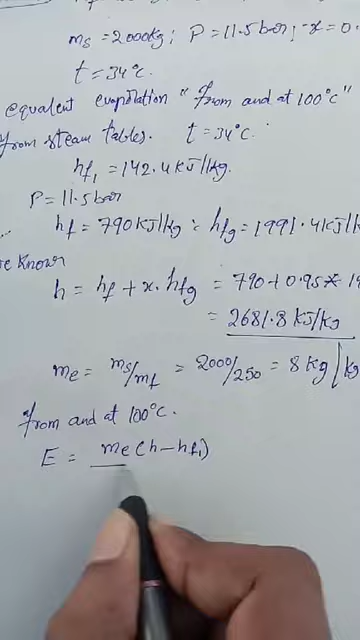 ms = 2000kg ; P = 11.5 bar ; x = 0.
t = 34°C.
equalent evaporation "from and at 100°C"
from steam tables. t = 34°C.
hf1 = 142.4 kJ/kg.
P = 11.5 bar
hf = 790 kJ/kg ; hfg = 1991.4 kJ/k
Known
h = hf + x.hfg = 790 + 0.95 * 19
= 2681.8 kJ/kg
me = ms/mf = 2000/250 = 8 kg/kg
from and at 100°C.
E = me(h-hf1)